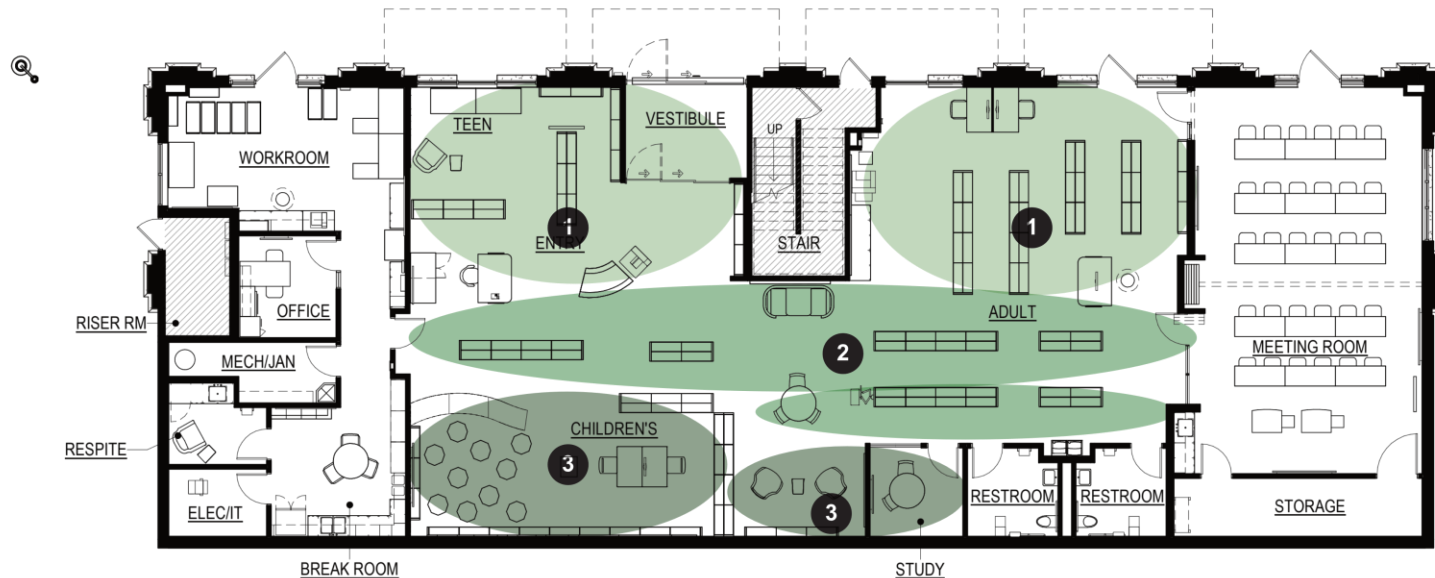 TEEN
VESTIBULE
WORKROOM
UP
1
ENTRY
STAIR
1
OFFICE
RISER RM
ADULT
MECH/JAN
2
MEETING ROOM
CHILDREN'S
RESPITE
3
ELEC/IT
3
RESTROOM
RESTROOM
STORAGE
BREAK ROOM
STUDY